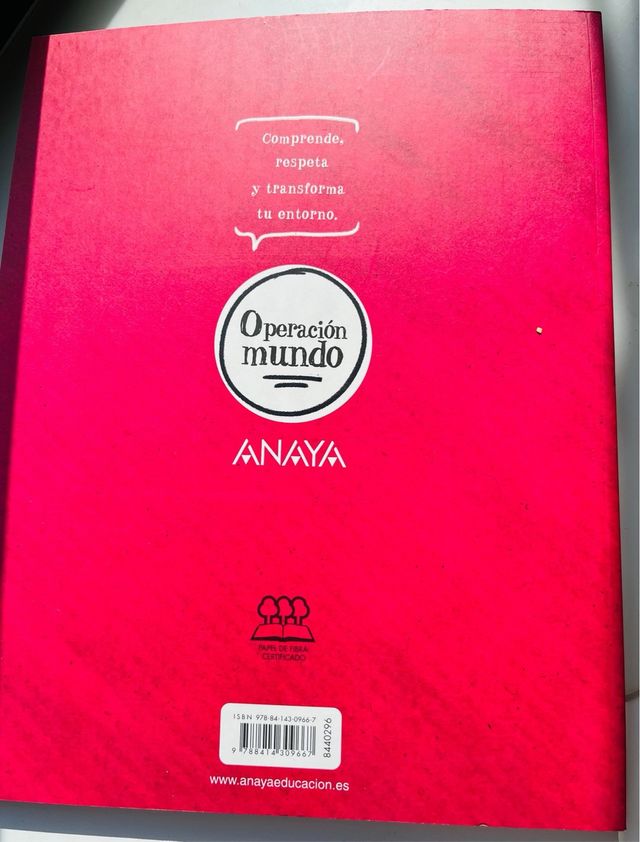 Comprende,
respeta
y transforma
tu entorno.
Operación
mundo
ANAYA
PAPEL DE FIBRA
CERTIFICADO
ISBN 978-84-143-0966-7
9 788414 309667
8440296
www.anayaeducacion.es